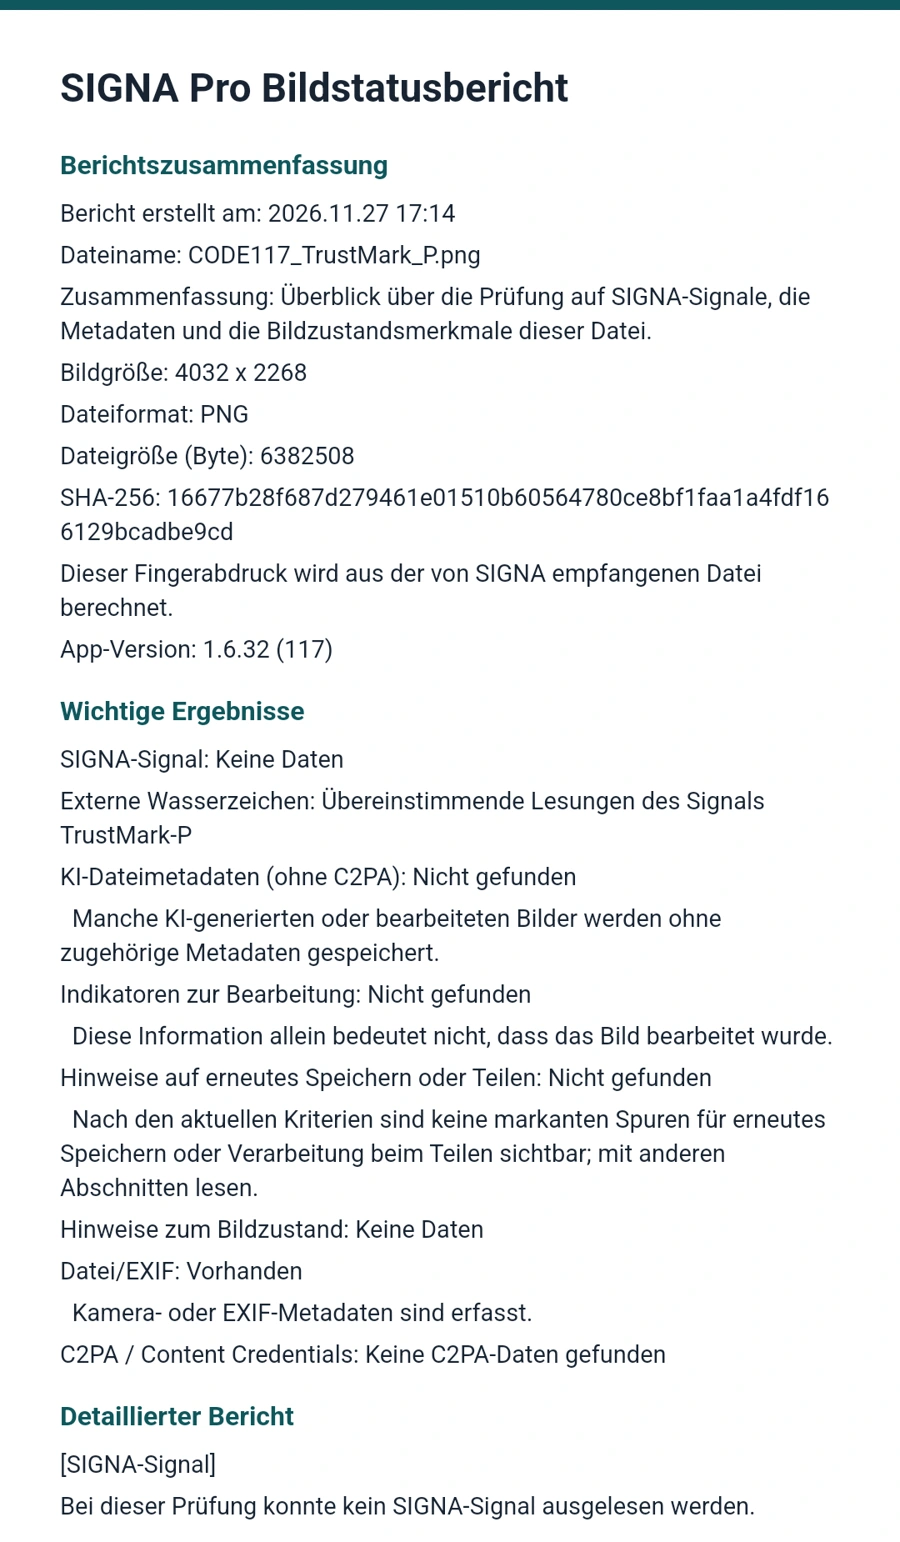 SIGNA Pro Bildstatusbericht
Berichtszusammenfassung
Bericht erstellt am: 2026.11.27 17:14
Dateiname: CODE117_TrustMark_P.png
Zusammenfassung: Überblick über die Prüfung auf SIGNA-Signale, die
Metadaten und die Bildzustandsmerkmale dieser Datei.
Bildgröße: 4032 x 2268
Dateiformat: PNG
Dateigröße (Byte): 6382508
SHA-256: 16677b28f687d279461e01510b60564780ce8bf1faa1a4fdf16
6129bcadbe9cd
Dieser Fingerabdruck wird aus der von SIGNA empfangenen Datei
berechnet.
App-Version: 1.6.32 (117)
Wichtige Ergebnisse
SIGNA-Signal: Keine Daten
Externe Wasserzeichen: Übereinstimmende Lesungen des Signals
TrustMark-P
KI-Dateimetadaten (ohne C2PA): Nicht gefunden
Manche KI-generierten oder bearbeiteten Bilder werden ohne
zugehörige Metadaten gespeichert.
Indikatoren zur Bearbeitung: Nicht gefunden
Diese Information allein bedeutet nicht, dass das Bild bearbeitet wurde.
Hinweise auf erneutes Speichern oder Teilen: Nicht gefunden
Nach den aktuellen Kriterien sind keine markanten Spuren für erneutes
Speichern oder Verarbeitung beim Teilen sichtbar; mit anderen
Abschnitten lesen.
Hinweise zum Bildzustand: Keine Daten
Datei/EXIF: Vorhanden
Kamera- oder EXIF-Metadaten sind erfasst.
C2PA / Content Credentials: Keine C2PA-Daten gefunden
Detaillierter Bericht
[SIGNA-Signal]
Bei dieser Prüfung konnte kein SIGNA-Signal ausgelesen werden.